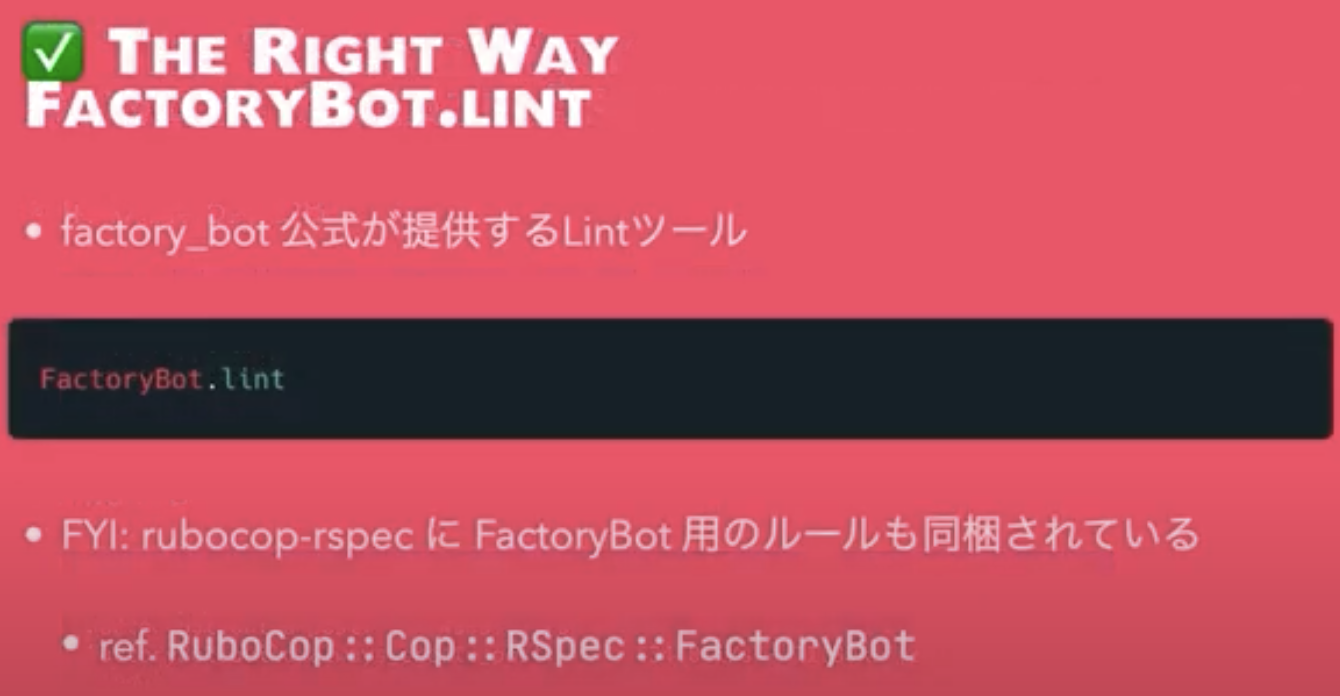 ✅ THE RIGHT WAY
FACTORYBOT.LINT
• factory_bot 公式が提供するLintツール
FactoryBot.lint
• FYI: rubocop-rspec に FactoryBot 用のルールも同梱されている
• ref. RuboCop::Cop::RSpec::FactoryBot